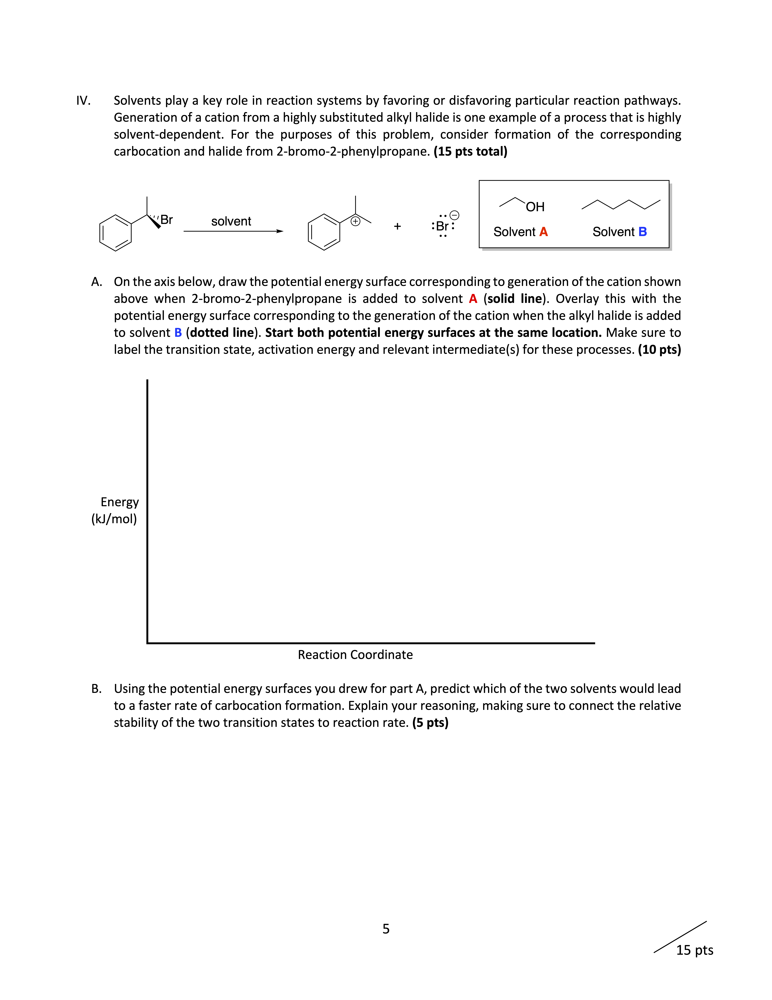 IV. Solvents play a key role in reaction systems by favoring or disfavoring particular reaction pathways.
Generation of a cation from a highly substituted alkyl halide is one example of a process that is highly
solvent-dependent. For the purposes of this problem, consider formation of the corresponding
carbocation and halide from 2-bromo-2-phenylpropane. (15 pts total)
Br
solvent
+
+
:Br: −
OH
Solvent A
Solvent B
A. On the axis below, draw the potential energy surface corresponding to generation of the cation shown
above when 2-bromo-2-phenylpropane is added to solvent A (solid line). Overlay this with the
potential energy surface corresponding to the generation of the cation when the alkyl halide is added
to solvent B (dotted line). Start both potential energy surfaces at the same location. Make sure to
label the transition state, activation energy and relevant intermediate(s) for these processes. (10 pts)
Energy
(kJ/mol)
Reaction Coordinate
B. Using the potential energy surfaces you drew for part A, predict which of the two solvents would lead
to a faster rate of carbocation formation. Explain your reasoning, making sure to connect the relative
stability of the two transition states to reaction rate. (5 pts)
5
15 pts